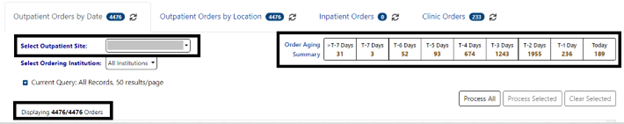 Outpatient Orders by Date 4476 Outpatient Orders by Location 4476 Inpatient Orders 0 Clinic Orders 233
Select Outpatient Site:
Order Aging Summary
>T-7 Days T-7 Days T-6 Days T-5 Days T-4 Days T-3 Days T-2 Days T-1 Day Today
31 3 52 93 674 1243 1955 236 189
Select Ordering Institution: All Institutions
Current Query: All Records, 50 results/page
Process All Process Selected Clear Selected
Displaying 4476/4476 Orders